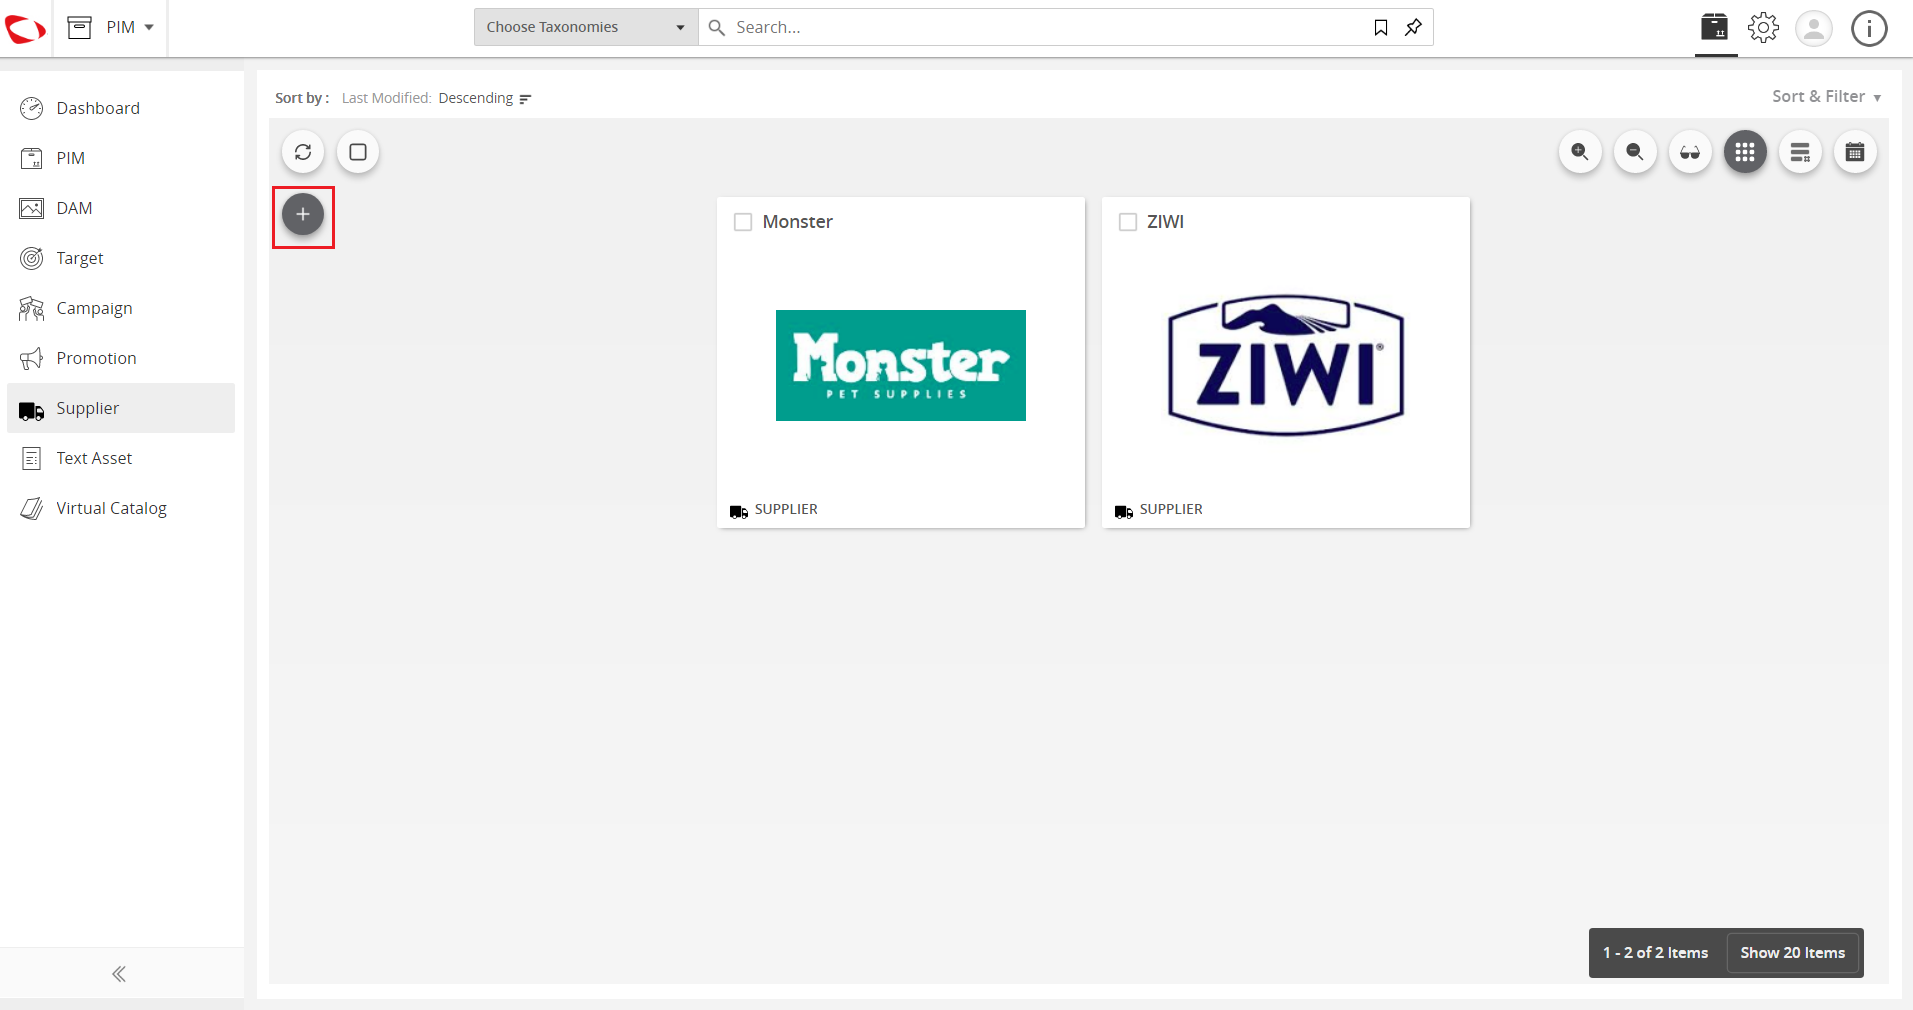 PIM
Choose Taxonomies
Search...
Dashboard
PIM
DAM
Target
Campaign
Promotion
Supplier
Text Asset
Virtual Catalog
Sort by : Last Modified: Descending
Sort & Filter
Monster
Monster
PET SUPPLIES
SUPPLIER
ZIWI
ZIWI®
SUPPLIER
1 - 2 of 2 Items
Show 20 Items